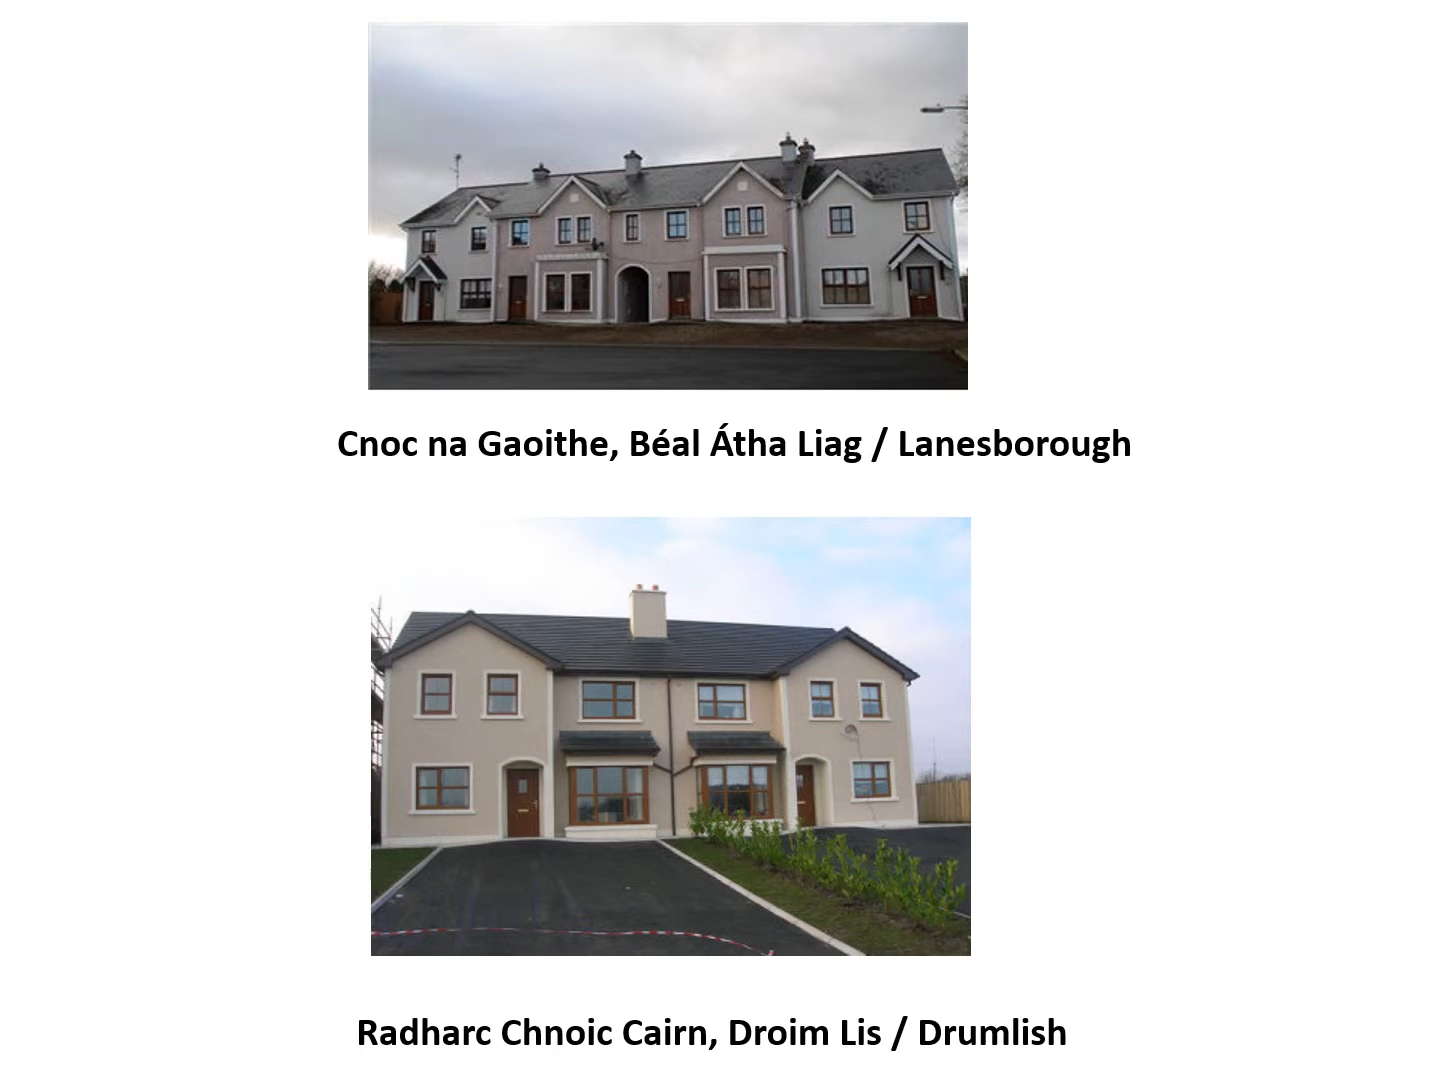 Cnoc na Gaoithe, Béal Átha Liag / Lanesborough
Radharc Chnoic Cairn, Droim Lis / Drumlish